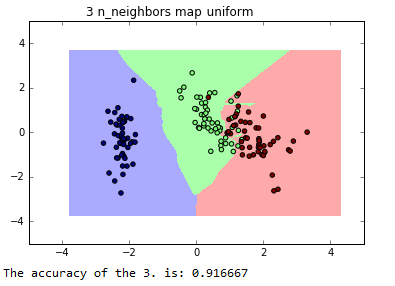 3 n_neighbors map uniform
4
2
0
−2
−4
−4 −2 0 2 4
The accuracy of the 3. is: 0.916667